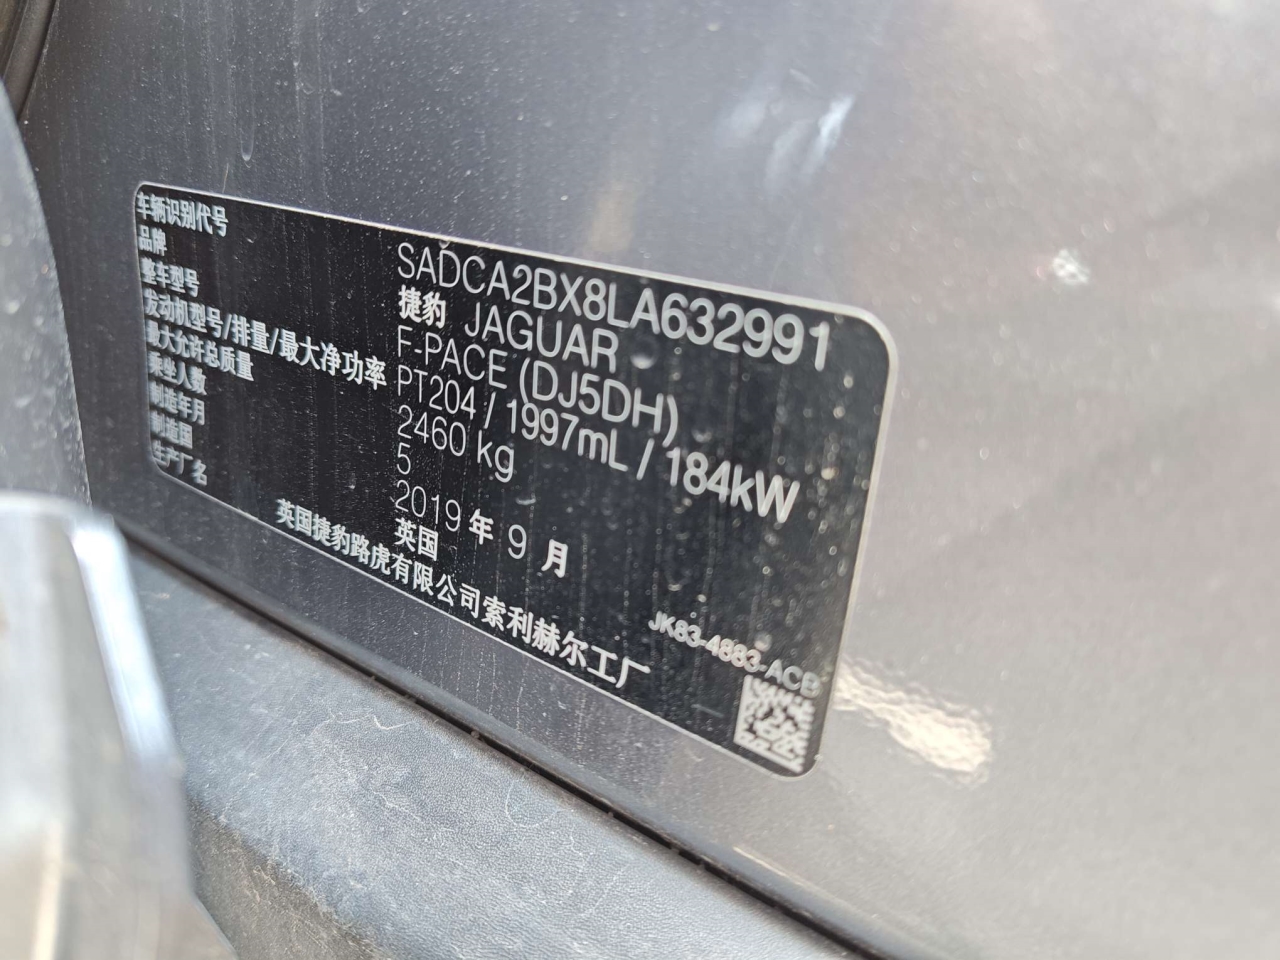 车辆识别代号 SADCA2BX8LA632991
品牌 捷豹 JAGUAR
整车型号 F-PACE (DJ5DH)
发动机型号/排量/最大净功率 PT204 / 1997mL / 184kW
最大允许总质量 2460 kg
乘坐人数 5
制造年月 2019 年 9 月
制造国 英国
生产厂名 英国捷豹路虎有限公司索利赫尔工厂
JK83-4883-ACB